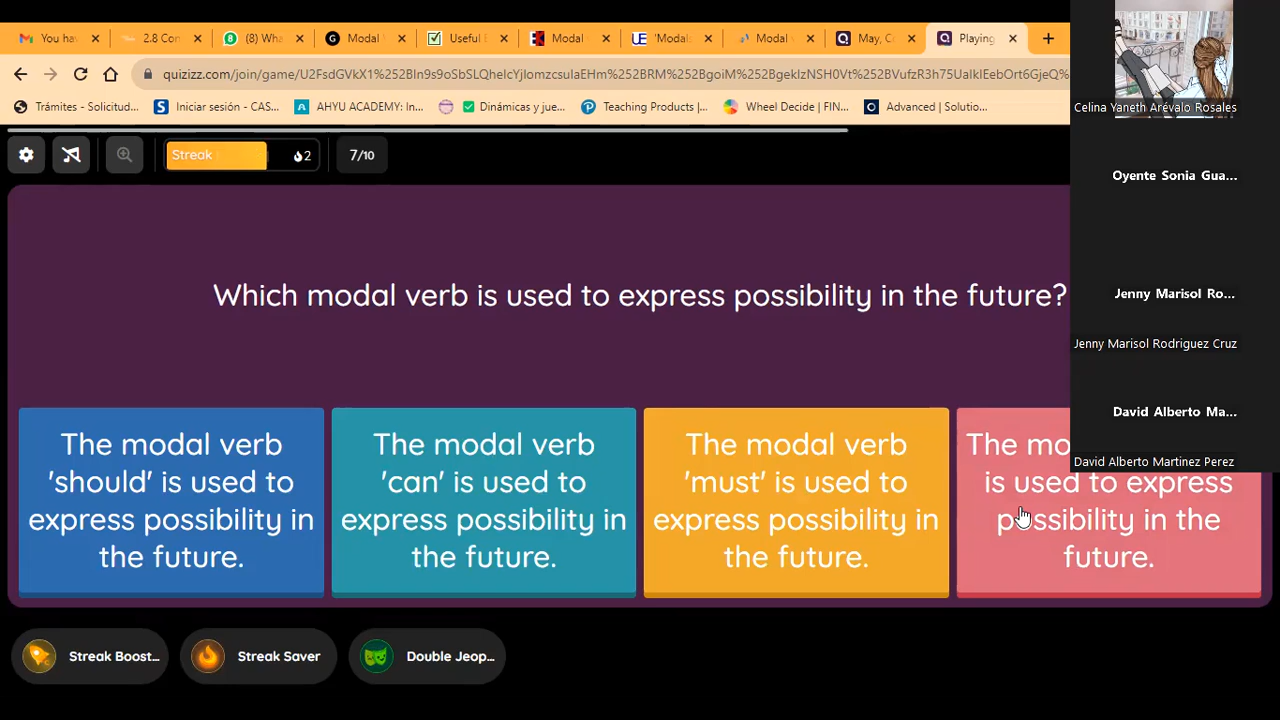 You ha
2.8 Con
(8) Wha
Modal
Useful E
Modal
'Modals
Modal v
May, C
Playing
quizizz.com/join/game/U2FsdGVkX1%252BIn9s9oSbSLQhelcYjIomzcsulaEHm%252BRM%252BgoiM%252BgekIzNSH0Vt%252BVufzR3h75UalkIEebOrt6GjeQ%
Trámites - Solicitud...
Iniciar sesión - CAS...
AHYU ACADEMY: In...
Dinámicas y jue...
Teaching Products |...
Wheel Decide | FIN...
Advanced | Solutio...
Celina Yaneth Arévalo Rosales
Oyente Sonia Gua...
Jenny Marisol Ro...
Jenny Marisol Rodriguez Cruz
David Alberto Ma...
David Alberto Martinez Perez
Streak
2
7/10
Which modal verb is used to express possibility in the future?
The modal verb
'should' is used to
express possibility in
the future.
The modal verb
'can' is used to
express possibility in
the future.
The modal verb
'must' is used to
express possibility in
the future.
The mo
is used to express
possibility in the
future.
Streak Boost...
Streak Saver
Double Jeop...